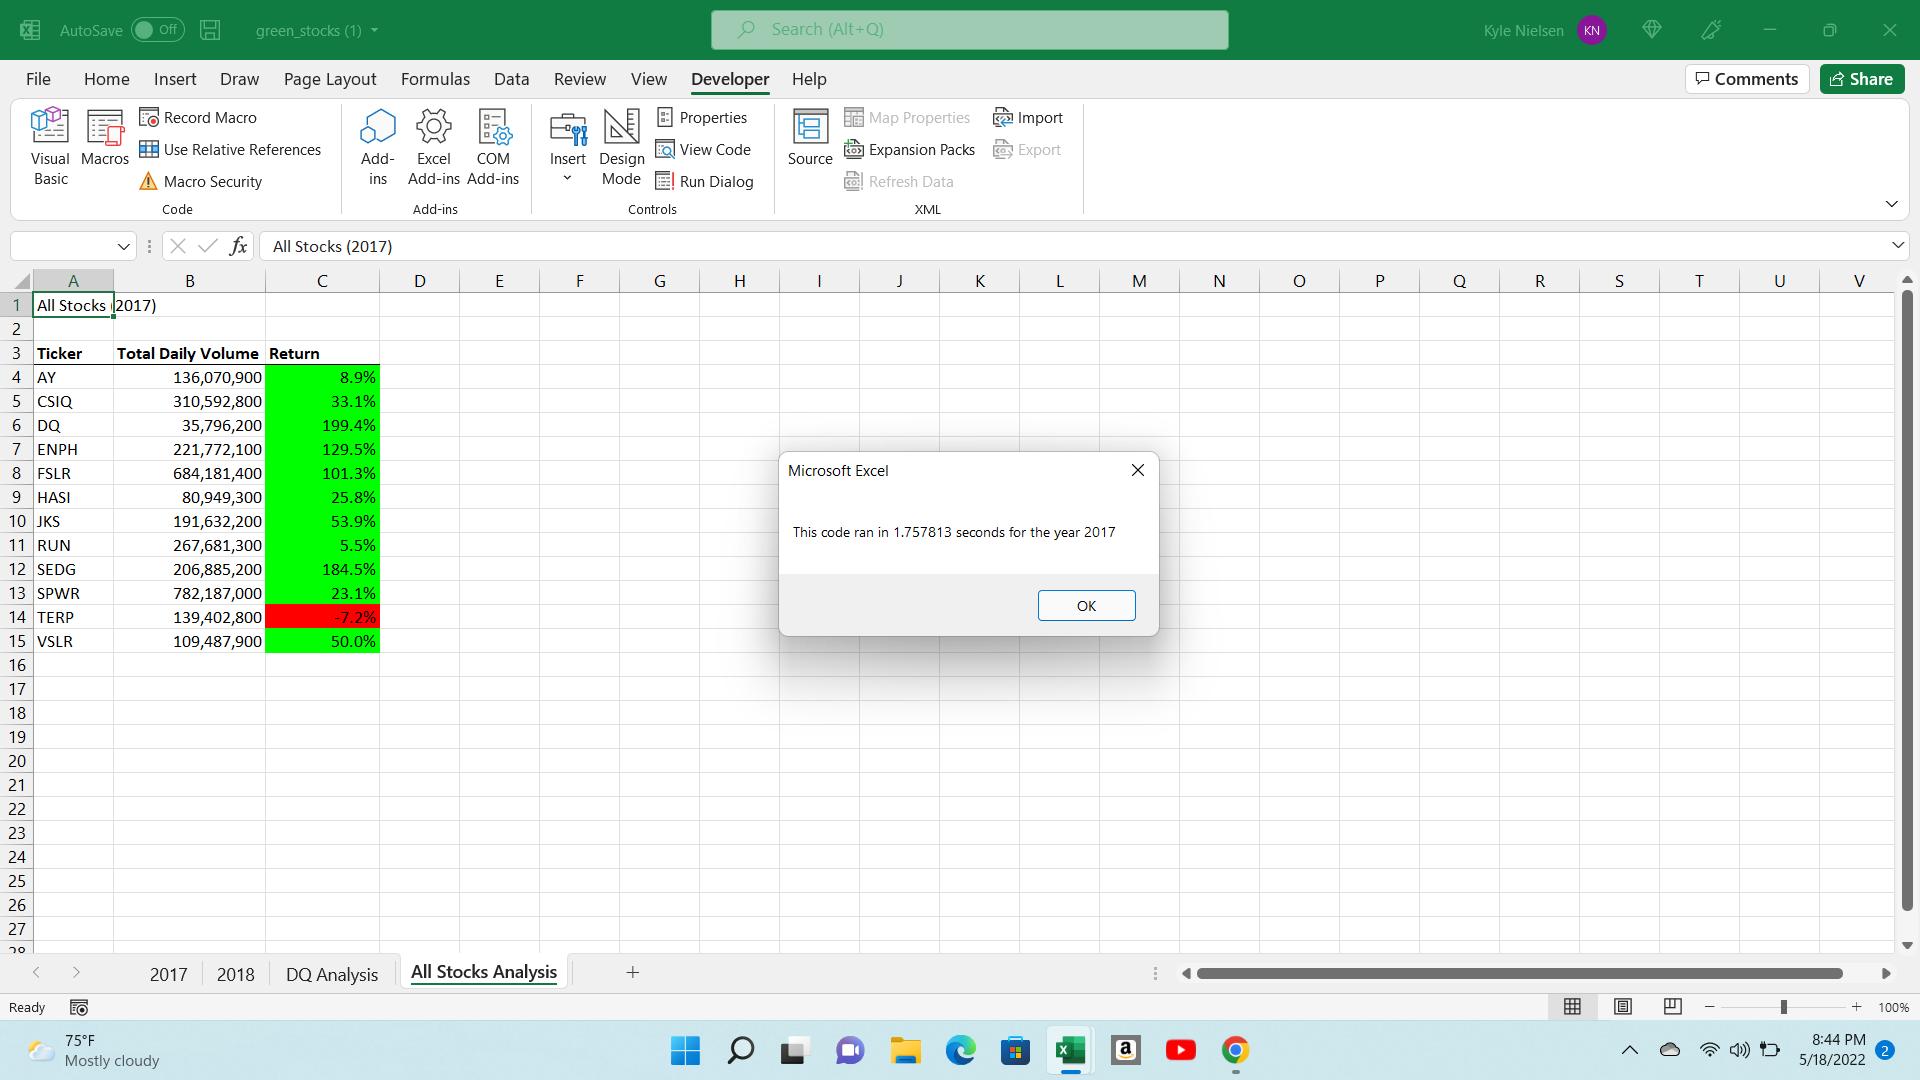 AutoSave Off green_stocks (1) Search (Alt+Q) Kyle Nielsen KN
File Home Insert Draw Page Layout Formulas Data Review View Developer Help Comments Share
Visual Basic
Macros
Record Macro
Use Relative References
Macro Security
Code
Add-ins
Excel Add-ins
COM Add-ins
Add-ins
Insert
Design Mode
Properties
View Code
Run Dialog
Controls
Source
Map Properties
Expansion Packs
Refresh Data
Import
Export
XML
fx All Stocks (2017)
A B C D E F G H I J K L M N O P Q R S T U V
1 All Stocks (2017)
2
3 Ticker Total Daily Volume Return
4 AY 136,070,900 8.9%
5 CSIQ 310,592,800 33.1%
6 DQ 35,796,200 199.4%
7 ENPH 221,772,100 129.5%
8 FSLR 684,181,400 101.3%
9 HASI 80,949,300 25.8%
10 JKS 191,632,200 53.9%
11 RUN 267,681,300 5.5%
12 SEDG 206,885,200 184.5%
13 SPWR 782,187,000 23.1%
14 TERP 139,402,800 -7.2%
15 VSLR 109,487,900 50.0%
16
17
18
19
20
21
22
23
24
25
26
27
28
Microsoft Excel
This code ran in 1.757813 seconds for the year 2017
OK
2017 2018 DQ Analysis All Stocks Analysis
Ready 100%
75°F
Mostly cloudy
8:44 PM
5/18/2022 2